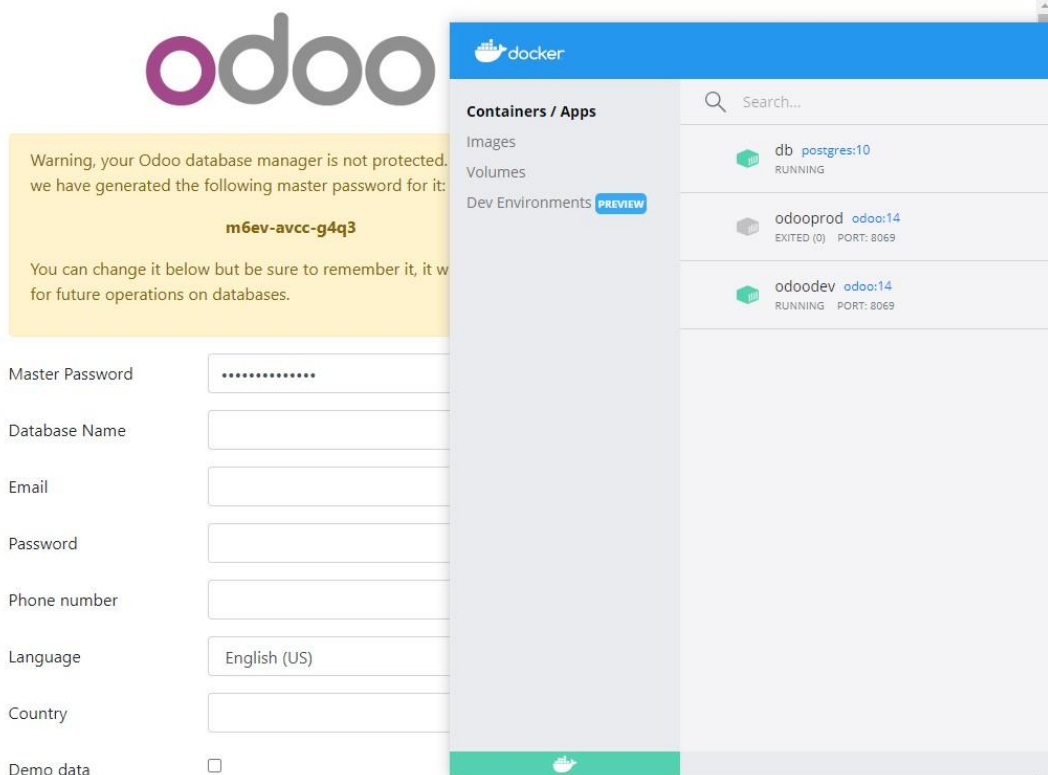 odoo
Warning, your Odoo database manager is not protected.
we have generated the following master password for it:
m6ev-avcc-g4q3
You can change it below but be sure to remember it, it w
for future operations on databases.
Master Password
Database Name
Email
Password
Phone number
Language
English (US)
Country
Demo data
docker
Containers / Apps
Images
Volumes
Dev Environments PREVIEW
Search...
db postgres:10
RUNNING
odooprod odoo:14
EXITED (0) PORT: 8069
odoodev odoo:14
RUNNING PORT: 8069